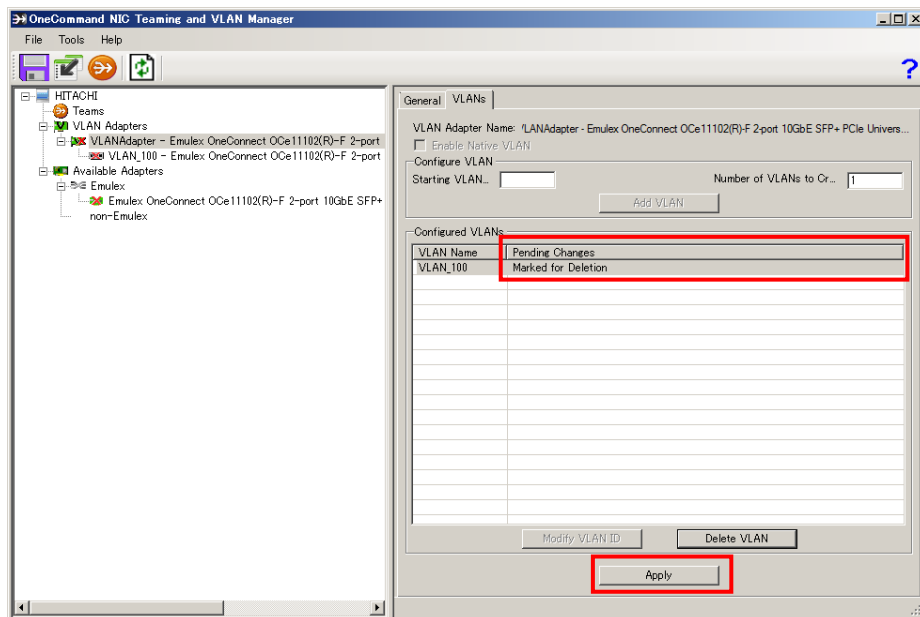 OneCommand NIC Teaming and VLAN Manager
File Tools Help
?
HITACHI
Teams
VLAN Adapters
VLANAdapter - Emulex OneConnect OCe11102(R)-F 2-port
VLAN_100 - Emulex OneConnect OCe11102(R)-F 2-port
Available Adapters
Emulex
Emulex OneConnect OCe11102(R)-F 2-port 10GbE SFP+
non-Emulex
General VLANs
VLAN Adapter Name: 'LANAdapter - Emulex OneConnect OCe11102(R)-F 2-port 10GbE SFP+ PCIe Univers...
Enable Native VLAN
Configure VLAN
Starting VLAN... Number of VLANs to Cr... 1
Add VLAN
Configured VLANs
VLAN Name Pending Changes
VLAN_100 Marked for Deletion
Modify VLAN ID Delete VLAN
Apply